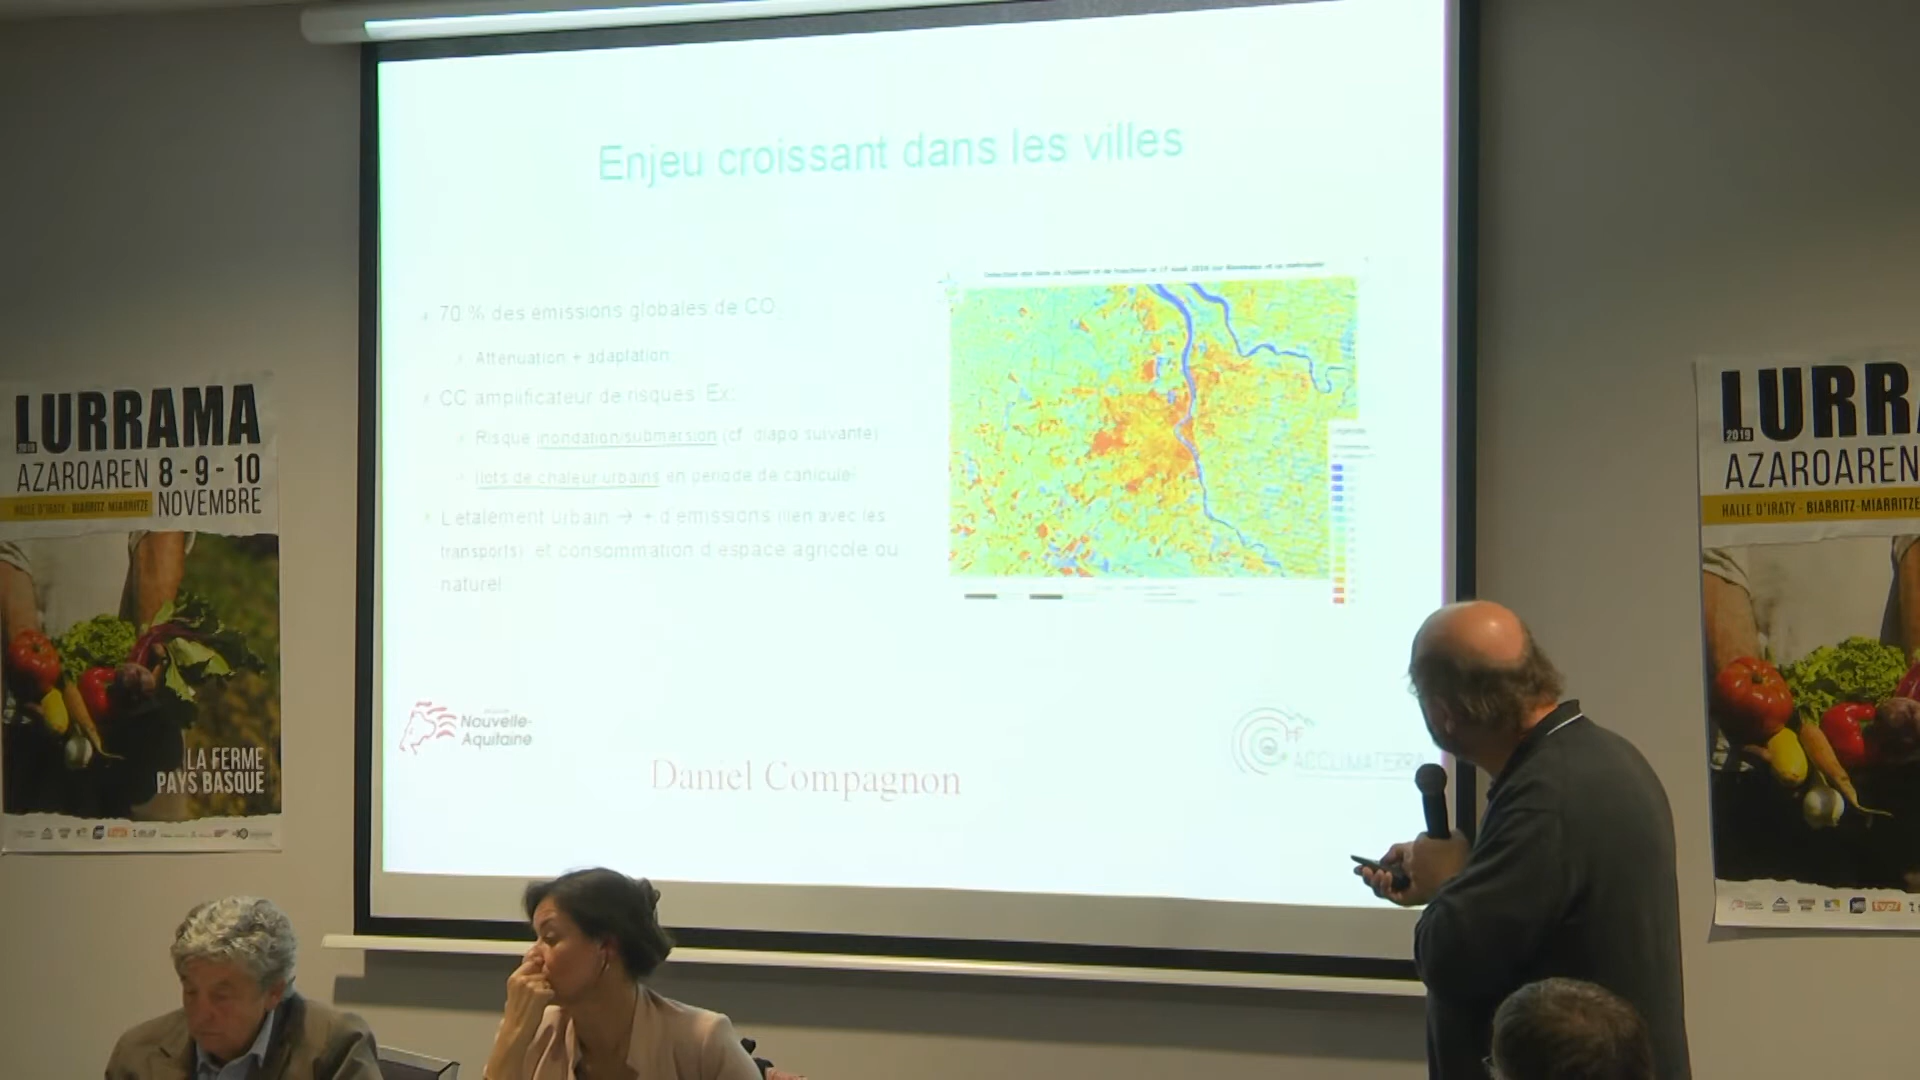 Enjeu croissant dans les villes
70 % des émissions globales de CO
Atténuation + adaptation
CC amplificateur de risques. Ex:
Risque inondation/submersion (cf. diapo suivante)
Ilots de chaleur urbains en période de canicule
L'étalement urbain → + d'émissions (lien avec les
transports) et consommation d'espace agricole ou
naturel
Nouvelle-
Aquitaine
Daniel Compagnon
ACCLIMATERRA
LURRAMA
2019
AZAROAREN 8-9-10
HALLE D'IRATY - BIARRITZ-MIARRITZE
NOVEMBRE
LA FERME
PAYS BASQUE
LURR
2019
AZAROAREN
HALLE D'IRATY - BIARRITZ-MIARRITZE